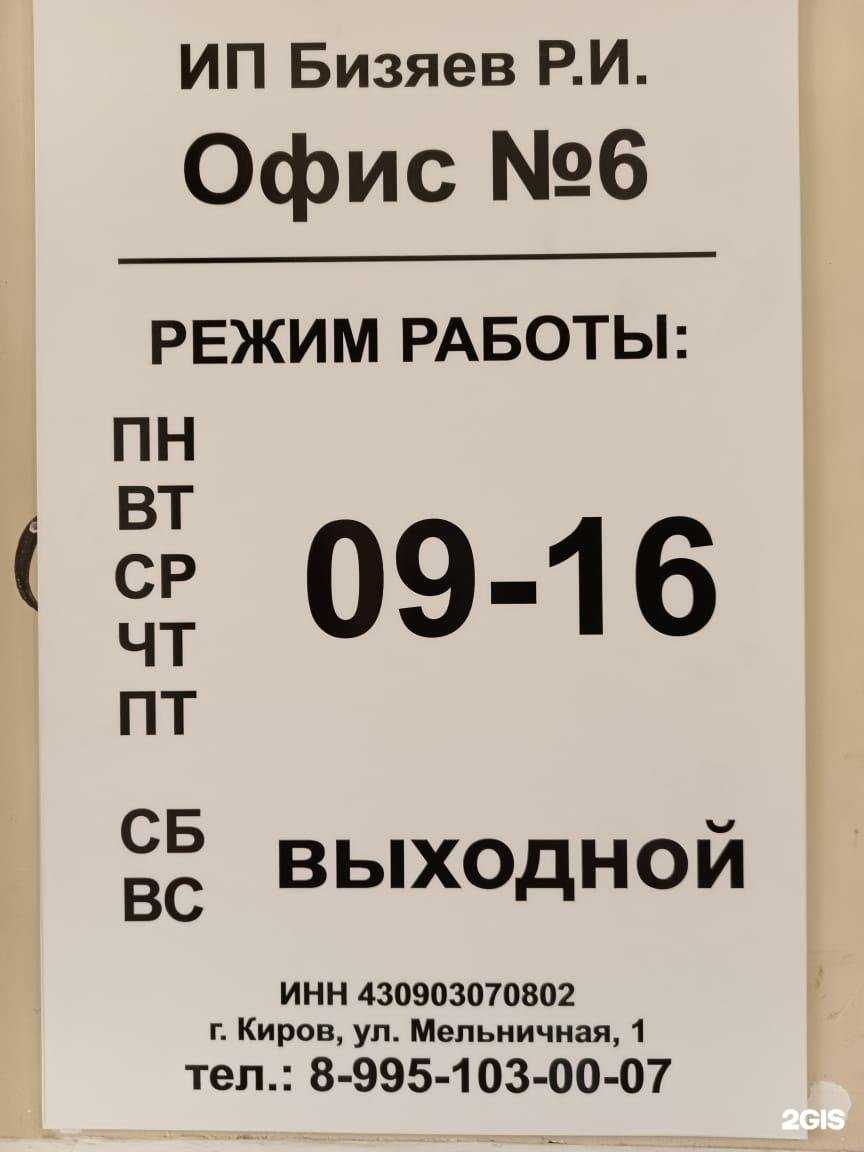 ИП Бизяев Р.И.
Офис №6
РЕЖИМ РАБОТЫ:
ПН
ВТ
СР
ЧТ
ПТ
09-16
СБ
ВС
ВЫХОДНОЙ
ИНН 430903070802
г. Киров, ул. Мельничная, 1
тел.: 8-995-103-00-07
2GIS